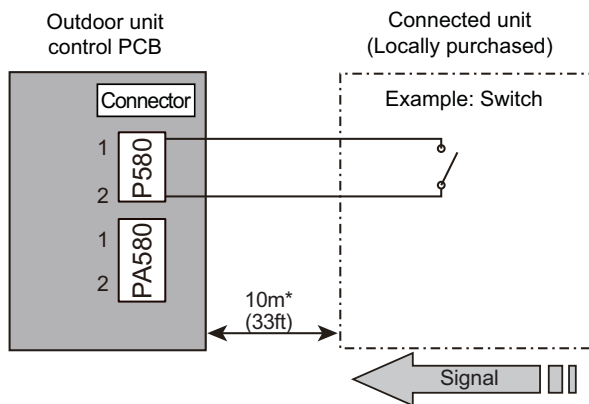 Outdoor unit
control PCB
Connected unit
(Locally purchased)
Connector
Example: Switch
1
P580
2
1
PA580
2
10m*
(33ft)
Signal